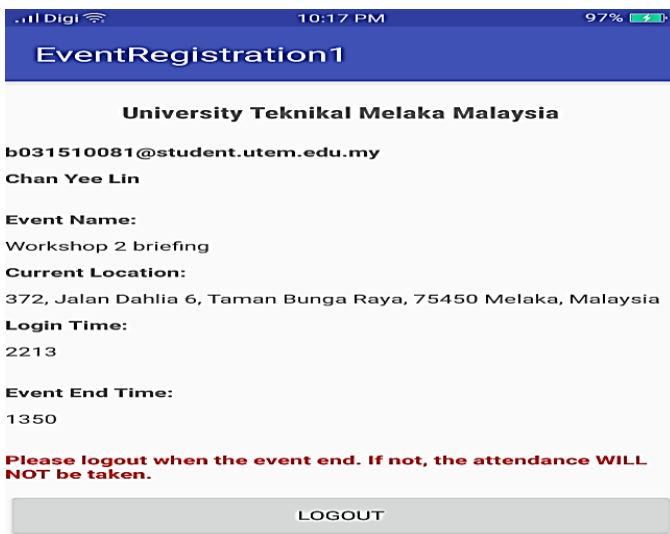 Digi 10:17 PM 97%
EventRegistration1
University Teknikal Melaka Malaysia
b031510081@student.utem.edu.my
Chan Yee Lin
Event Name:
Workshop 2 briefing
Current Location:
372, Jalan Dahlia 6, Taman Bunga Raya, 75450 Melaka, Malaysia
Login Time:
2213
Event End Time:
1350
Please logout when the event end. If not, the attendance WILL
NOT be taken.
LOGOUT